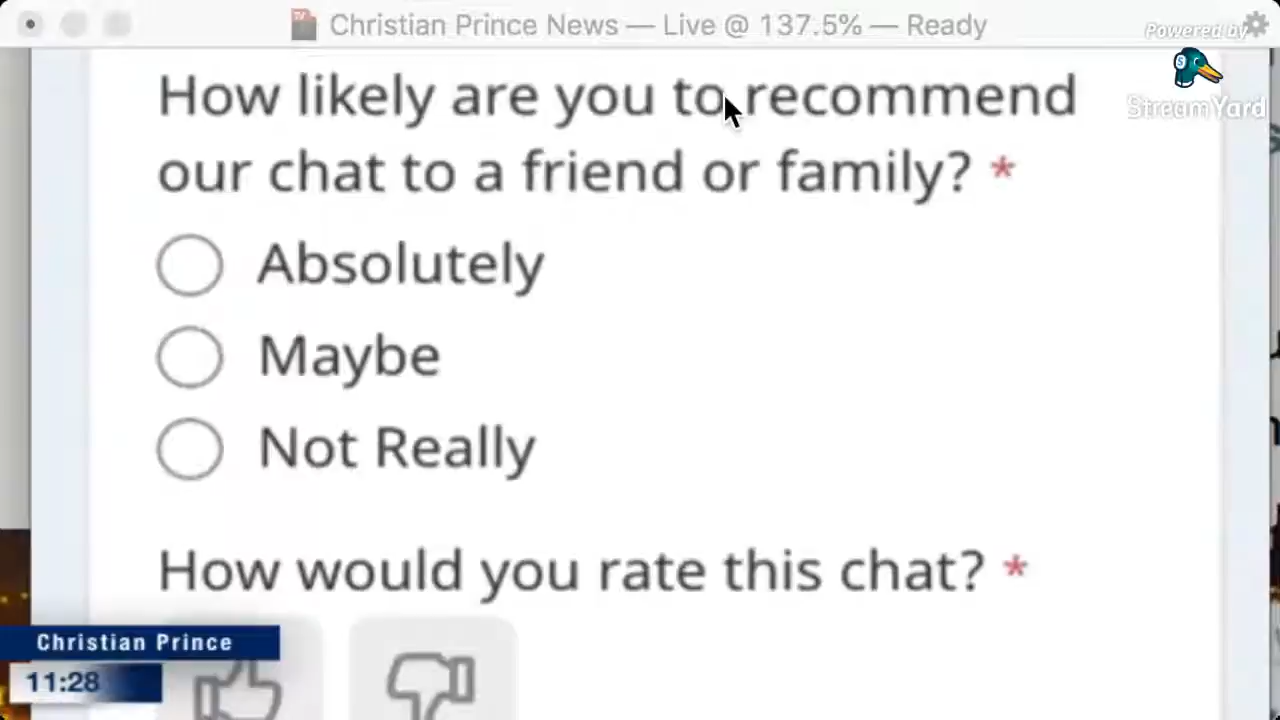 Christian Prince News — Live @ 137.5% — Ready
Powered by
StreamYard
How likely are you to recommend
our chat to a friend or family? *
Absolutely
Maybe
Not Really
How would you rate this chat? *
Christian Prince
11:28